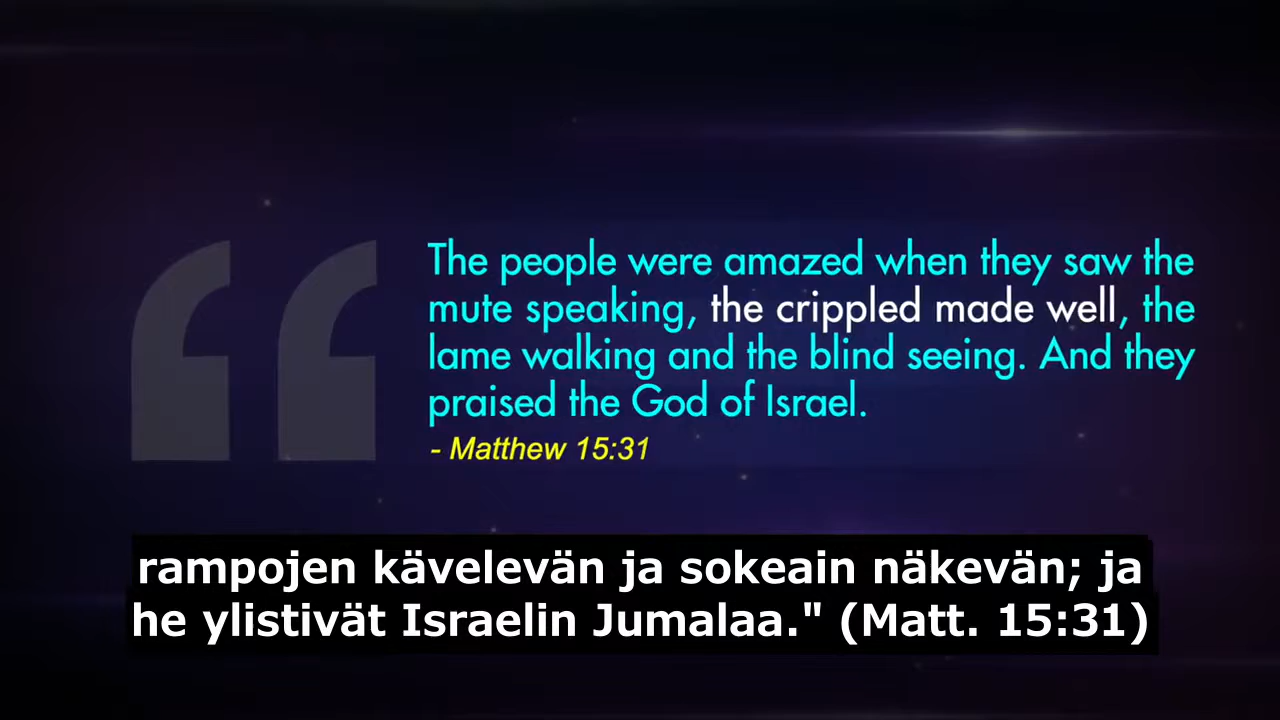 The people were amazed when they saw the
mute speaking, the crippled made well, the
lame walking and the blind seeing. And they
praised the God of Israel.
- Matthew 15:31
rampojen kävelevän ja sokeain näkevän; ja
he ylistivät Israelin Jumalaa." (Matt. 15:31)